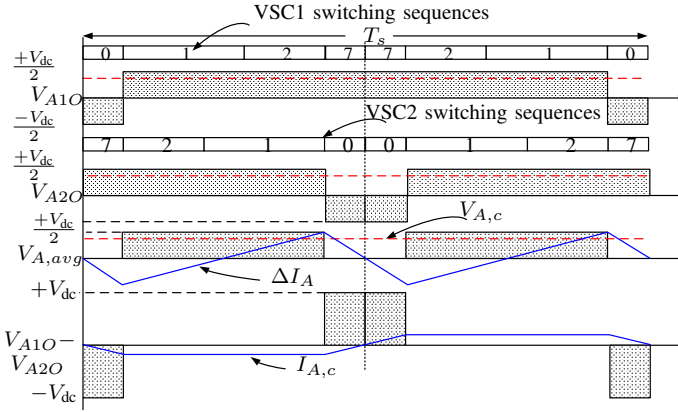 VSC1 switching sequences
T_s
0 1 2 7 7 2 1 0
+V_dc/2
V_A1O
−V_dc/2
VSC2 switching sequences
7 2 1 0 0 1 2 7
+V_dc/2
V_A2O
+V_dc/2
V_A,c
V_A,avg
ΔI_A
+V_dc
V_A1O −
V_A2O
I_A,c
−V_dc